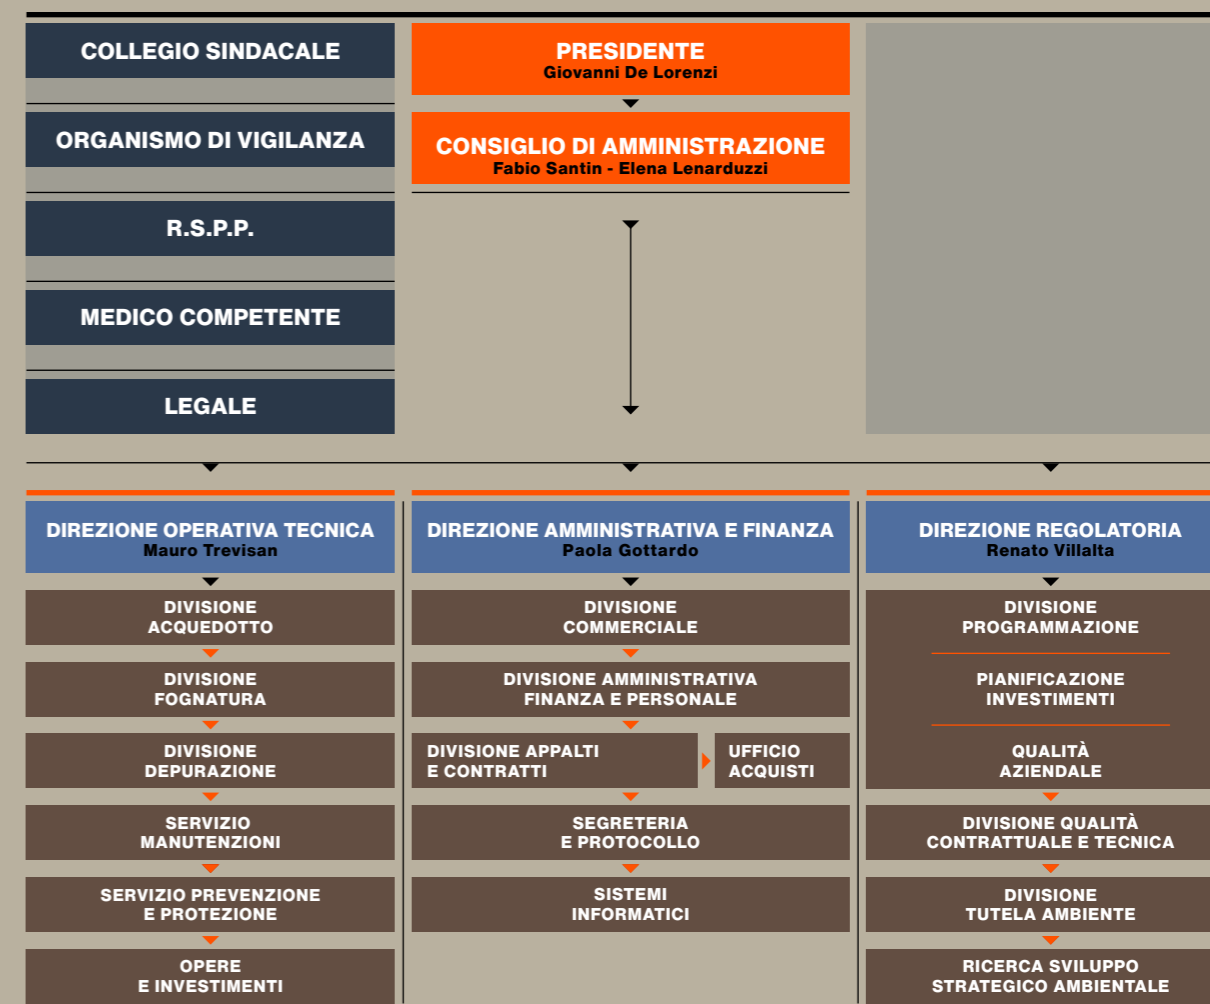 COLLEGIO SINDACALE
ORGANISMO DI VIGILANZA
R.S.P.P.
MEDICO COMPETENTE
LEGALE
PRESIDENTE
Giovanni De Lorenzi
CONSIGLIO DI AMMINISTRAZIONE
Fabio Santin - Elena Lenarduzzi
DIREZIONE OPERATIVA TECNICA
Mauro Trevisan
DIVISIONE
ACQUEDOTTO
DIVISIONE
FOGNATURA
DIVISIONE
DEPURAZIONE
SERVIZIO
MANUTENZIONI
SERVIZIO PREVENZIONE
E PROTEZIONE
OPERE
E INVESTIMENTI
DIREZIONE AMMINISTRATIVA E FINANZA
Paola Gottardo
DIVISIONE
COMMERCIALE
DIVISIONE AMMINISTRATIVA
FINANZA E PERSONALE
DIVISIONE APPALTI
E CONTRATTI
UFFICIO
ACQUISTI
SEGRETERIA
E PROTOCOLLO
SISTEMI
INFORMATICI
DIREZIONE REGOLATORIA
Renato Villalta
DIVISIONE
PROGRAMMAZIONE
PIANIFICAZIONE
INVESTIMENTI
QUALITÀ
AZIENDALE
DIVISIONE QUALITÀ
CONTRATTUALE E TECNICA
DIVISIONE
TUTELA AMBIENTE
RICERCA SVILUPPO
STRATEGICO AMBIENTALE